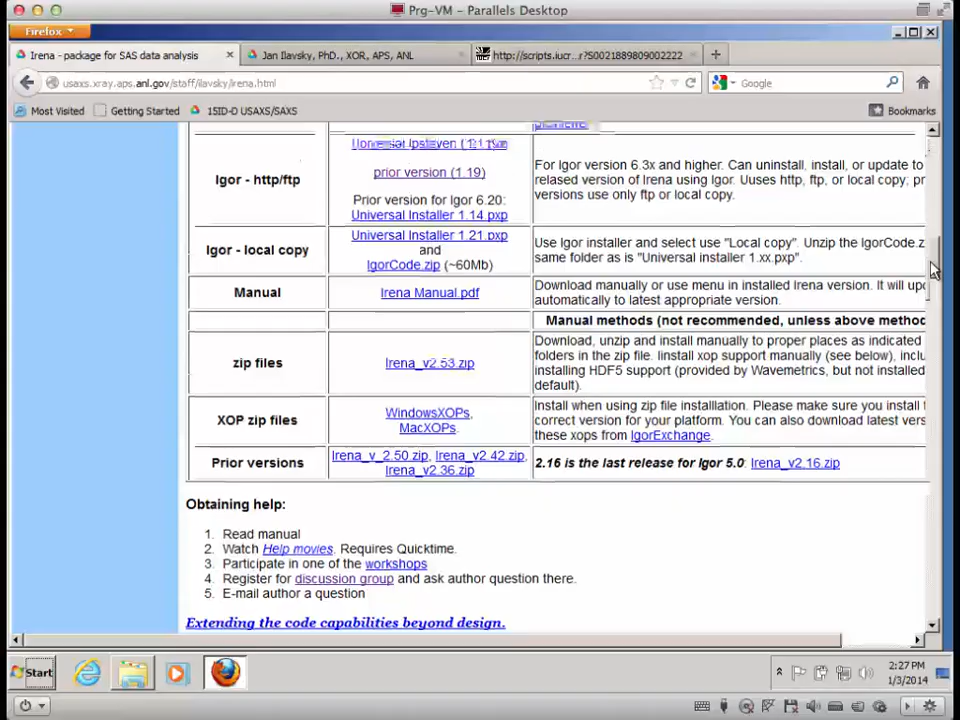 Prg-VM - Parallels Desktop
Firefox
Irena - package for SAS data analysis
Jan Ilavsky, PhD., XOR, APS, ANL
http://scripts.iucr...r?S0021889809002222
usaxs.xray.aps.anl.gov/staff/ilavsky/irena.html
Google
Most Visited
Getting Started
15ID-D USAXS/SAXS
Bookmarks
Igor - http/ftp
prior version (1.19)
Prior version for Igor 6.20:
Universal Installer 1.14.pxp
For Igor version 6.3x and higher. Can uninstall, install, or update to
relased version of Irena using Igor. Uuses http, ftp, or local copy; pr
versions use only ftp or local copy.
Igor - local copy
Universal Installer 1.21.pxp
and
IgorCode.zip (~60Mb)
Use Igor installer and select use "Local copy". Unzip the IgorCode.z
same folder as is "Universal installer 1.xx.pxp".
Manual
Irena Manual.pdf
Download manually or use menu in installed Irena version. It will upd
automatically to latest appropriate version.
Manual methods (not recommended, unless above method
zip files
Irena_v2.53.zip
Download, unzip and install manually to proper places as indicated
folders in the zip file. Iinstall xop support manually (see below), inclu
installing HDF5 support (provided by Wavemetrics, but not installed
default).
XOP zip files
WindowsXOPs,
MacXOPs.
Install when using zip file installlation. Please make sure you install
correct version for your platform. You can also download latest vers
these xops from IgorExchange.
Prior versions
Irena_v_2.50.zip, Irena_v2.42.zip,
Irena_v2.36.zip
2.16 is the last release for Igor 5.0: Irena_v2.16.zip
Obtaining help:
1. Read manual
2. Watch Help movies. Requires Quicktime.
3. Participate in one of the workshops
4. Register for discussion group and ask author question there.
5. E-mail author a question
Extending the code capabilities beyond design.
Start
2:27 PM
1/3/2014